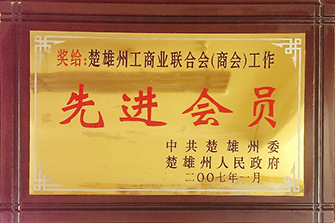 奖给:楚雄州工商业联合会(商会)工作
先进会员
中共楚雄州委
楚雄州人民政府
二〇〇七年一月